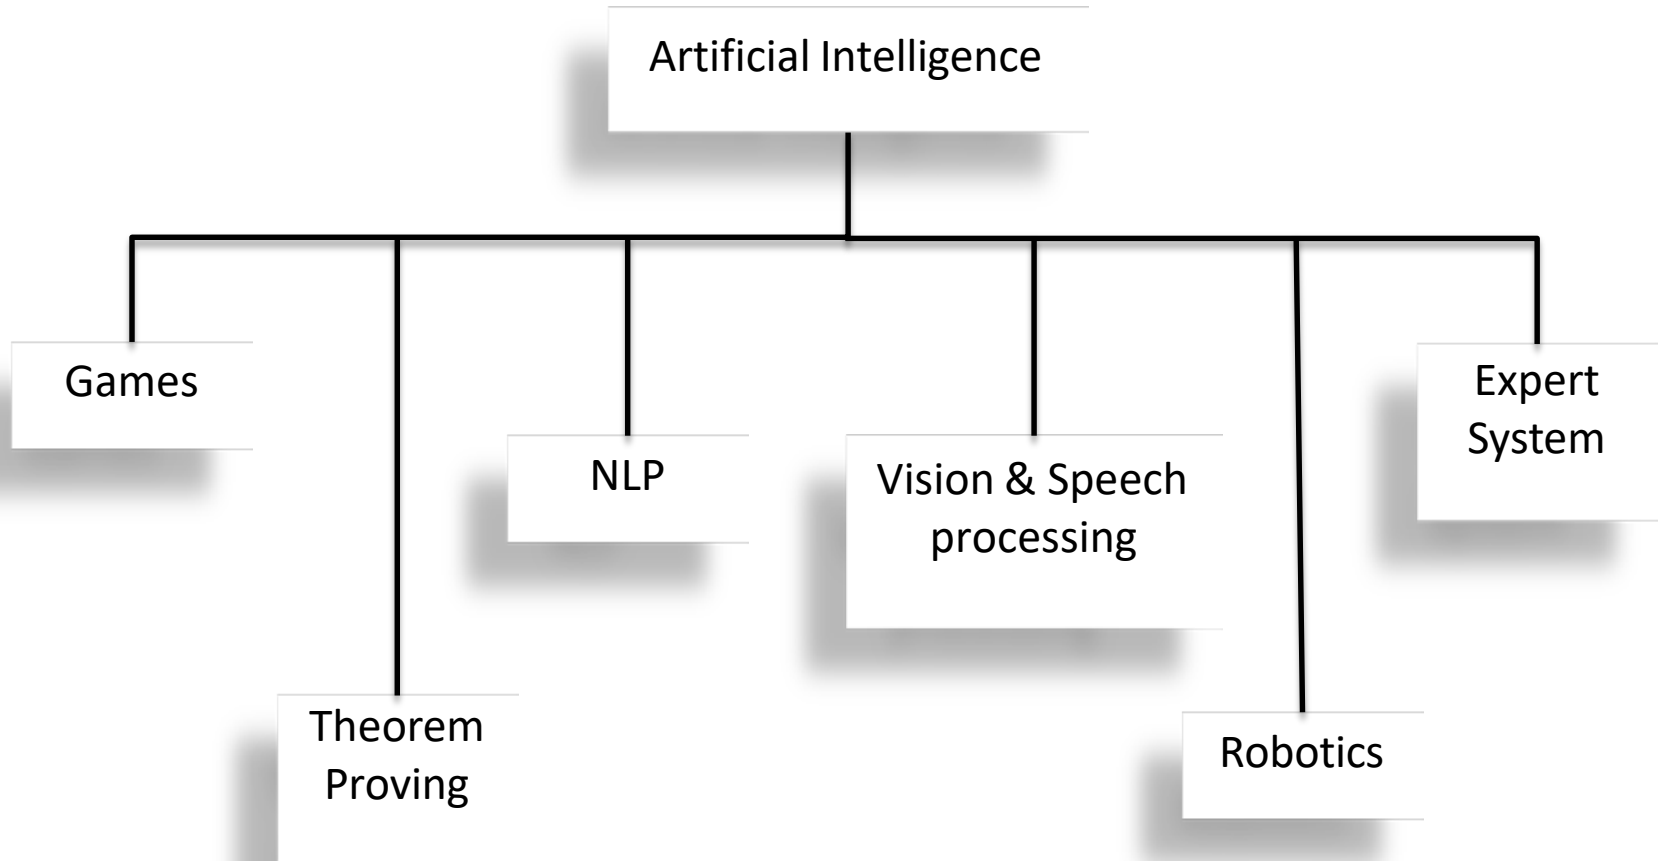 Artificial Intelligence
Games
Theorem
Proving
NLP
Vision & Speech
processing
Robotics
Expert
System